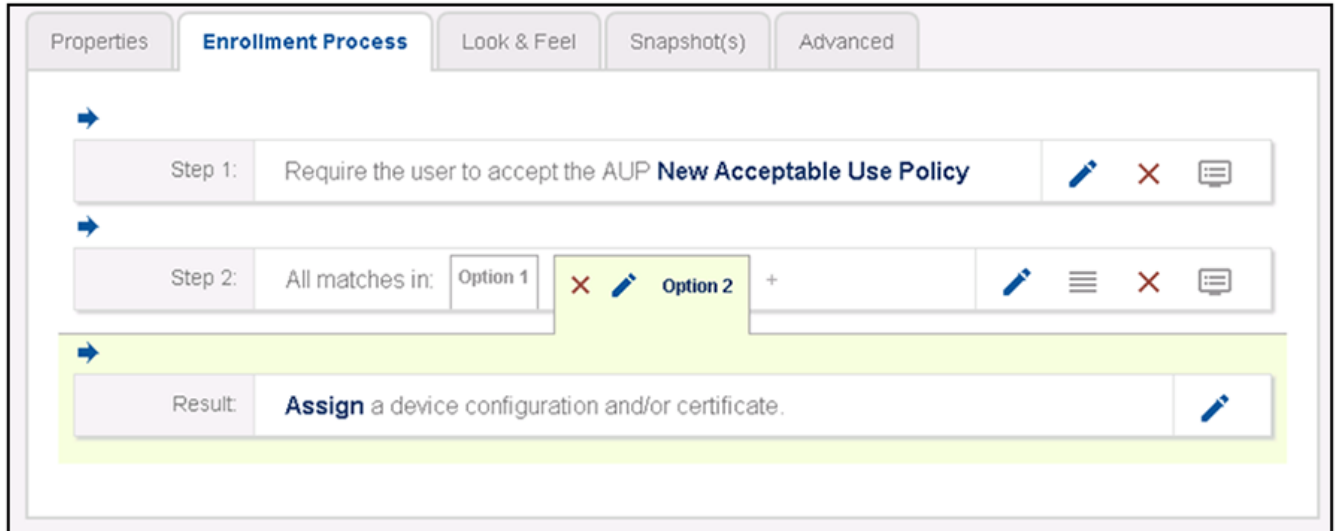 Properties Enrollment Process Look & Feel Snapshot(s) Advanced
Step 1: Require the user to accept the AUP New Acceptable Use Policy
Step 2: All matches in: Option 1 Option 2 +
Result: Assign a device configuration and/or certificate.